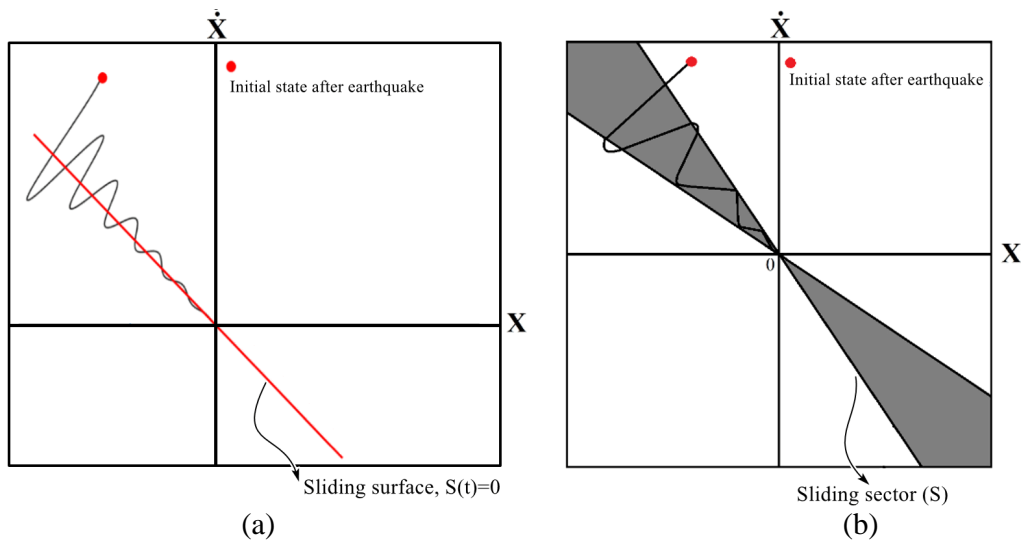 Ẋ
Initial state after earthquake
X
Sliding surface, S(t)=0
(a)
Ẋ
Initial state after earthquake
X
0
Sliding sector (S)
(b)